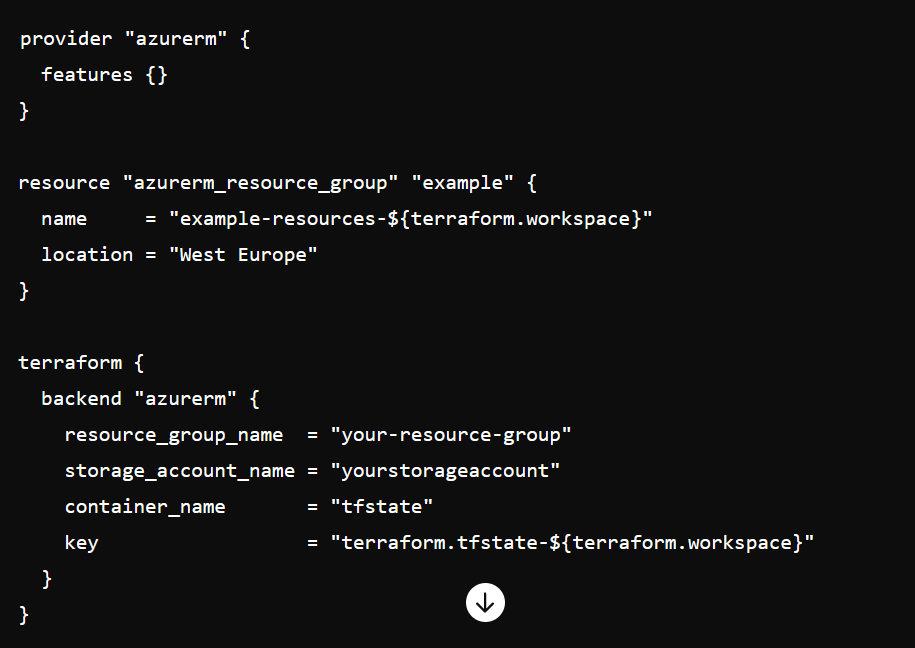 provider "azurerm" {
  features {}
}

resource "azurerm_resource_group" "example" {
  name     = "example-resources-${terraform.workspace}"
  location = "West Europe"
}

terraform {
  backend "azurerm" {
    resource_group_name  = "your-resource-group"
    storage_account_name = "yourstorageaccount"
    container_name       = "tfstate"
    key                  = "terraform.tfstate-${terraform.workspace}"
  }
}